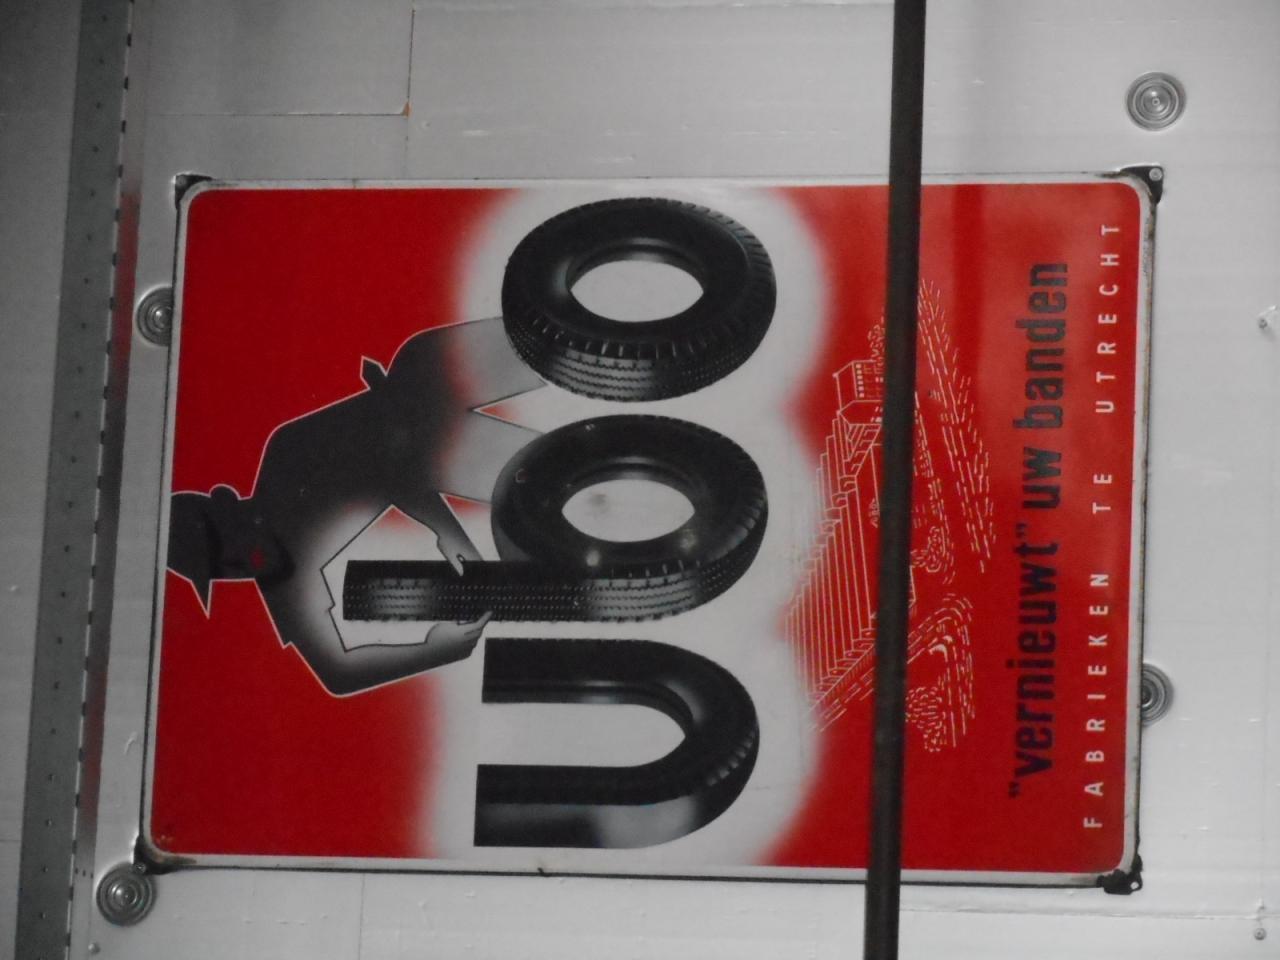 ubo
"vernieuwt" uw banden
FABRIEKEN TE UTRECHT